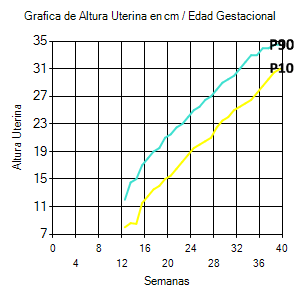 Grafica de Altura Uterina en cm / Edad Gestacional
35
31
27
23
19
15
11
7
Altura Uterina
P90
P10
0 8 16 24 32 40
4 12 20 28 36
Semanas